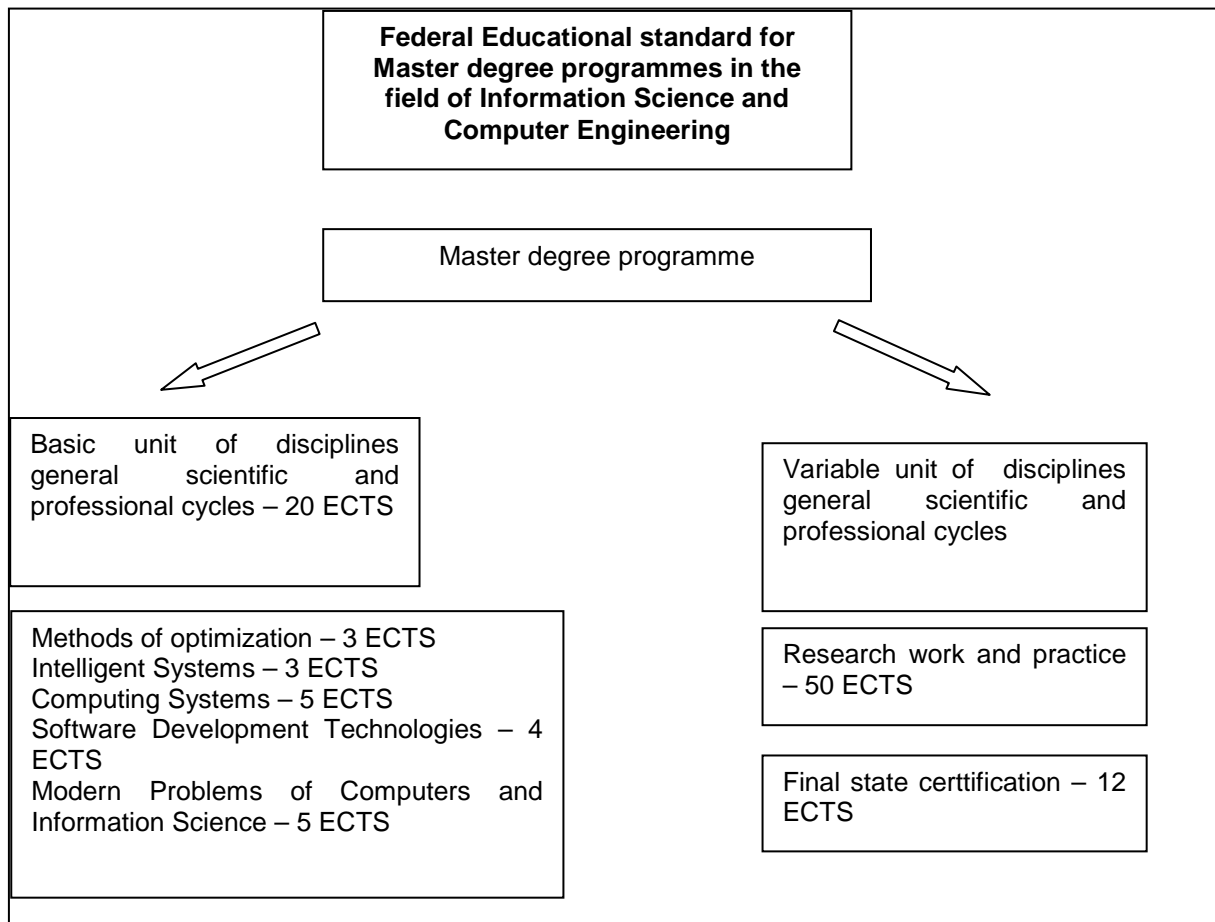 Federal Educational standard for
Master degree programmes in the
field of Information Science and
Computer Engineering
Master degree programme
Basic unit of disciplines
general scientific and
professional cycles – 20 ECTS
Methods of optimization – 3 ECTS
Intelligent Systems – 3 ECTS
Computing Systems – 5 ECTS
Software Development Technologies – 4
ECTS
Modern Problems of Computers and
Information Science – 5 ECTS
Variable unit of disciplines
general scientific and
professional cycles
Research work and practice
– 50 ECTS
Final state certtification – 12
ECTS